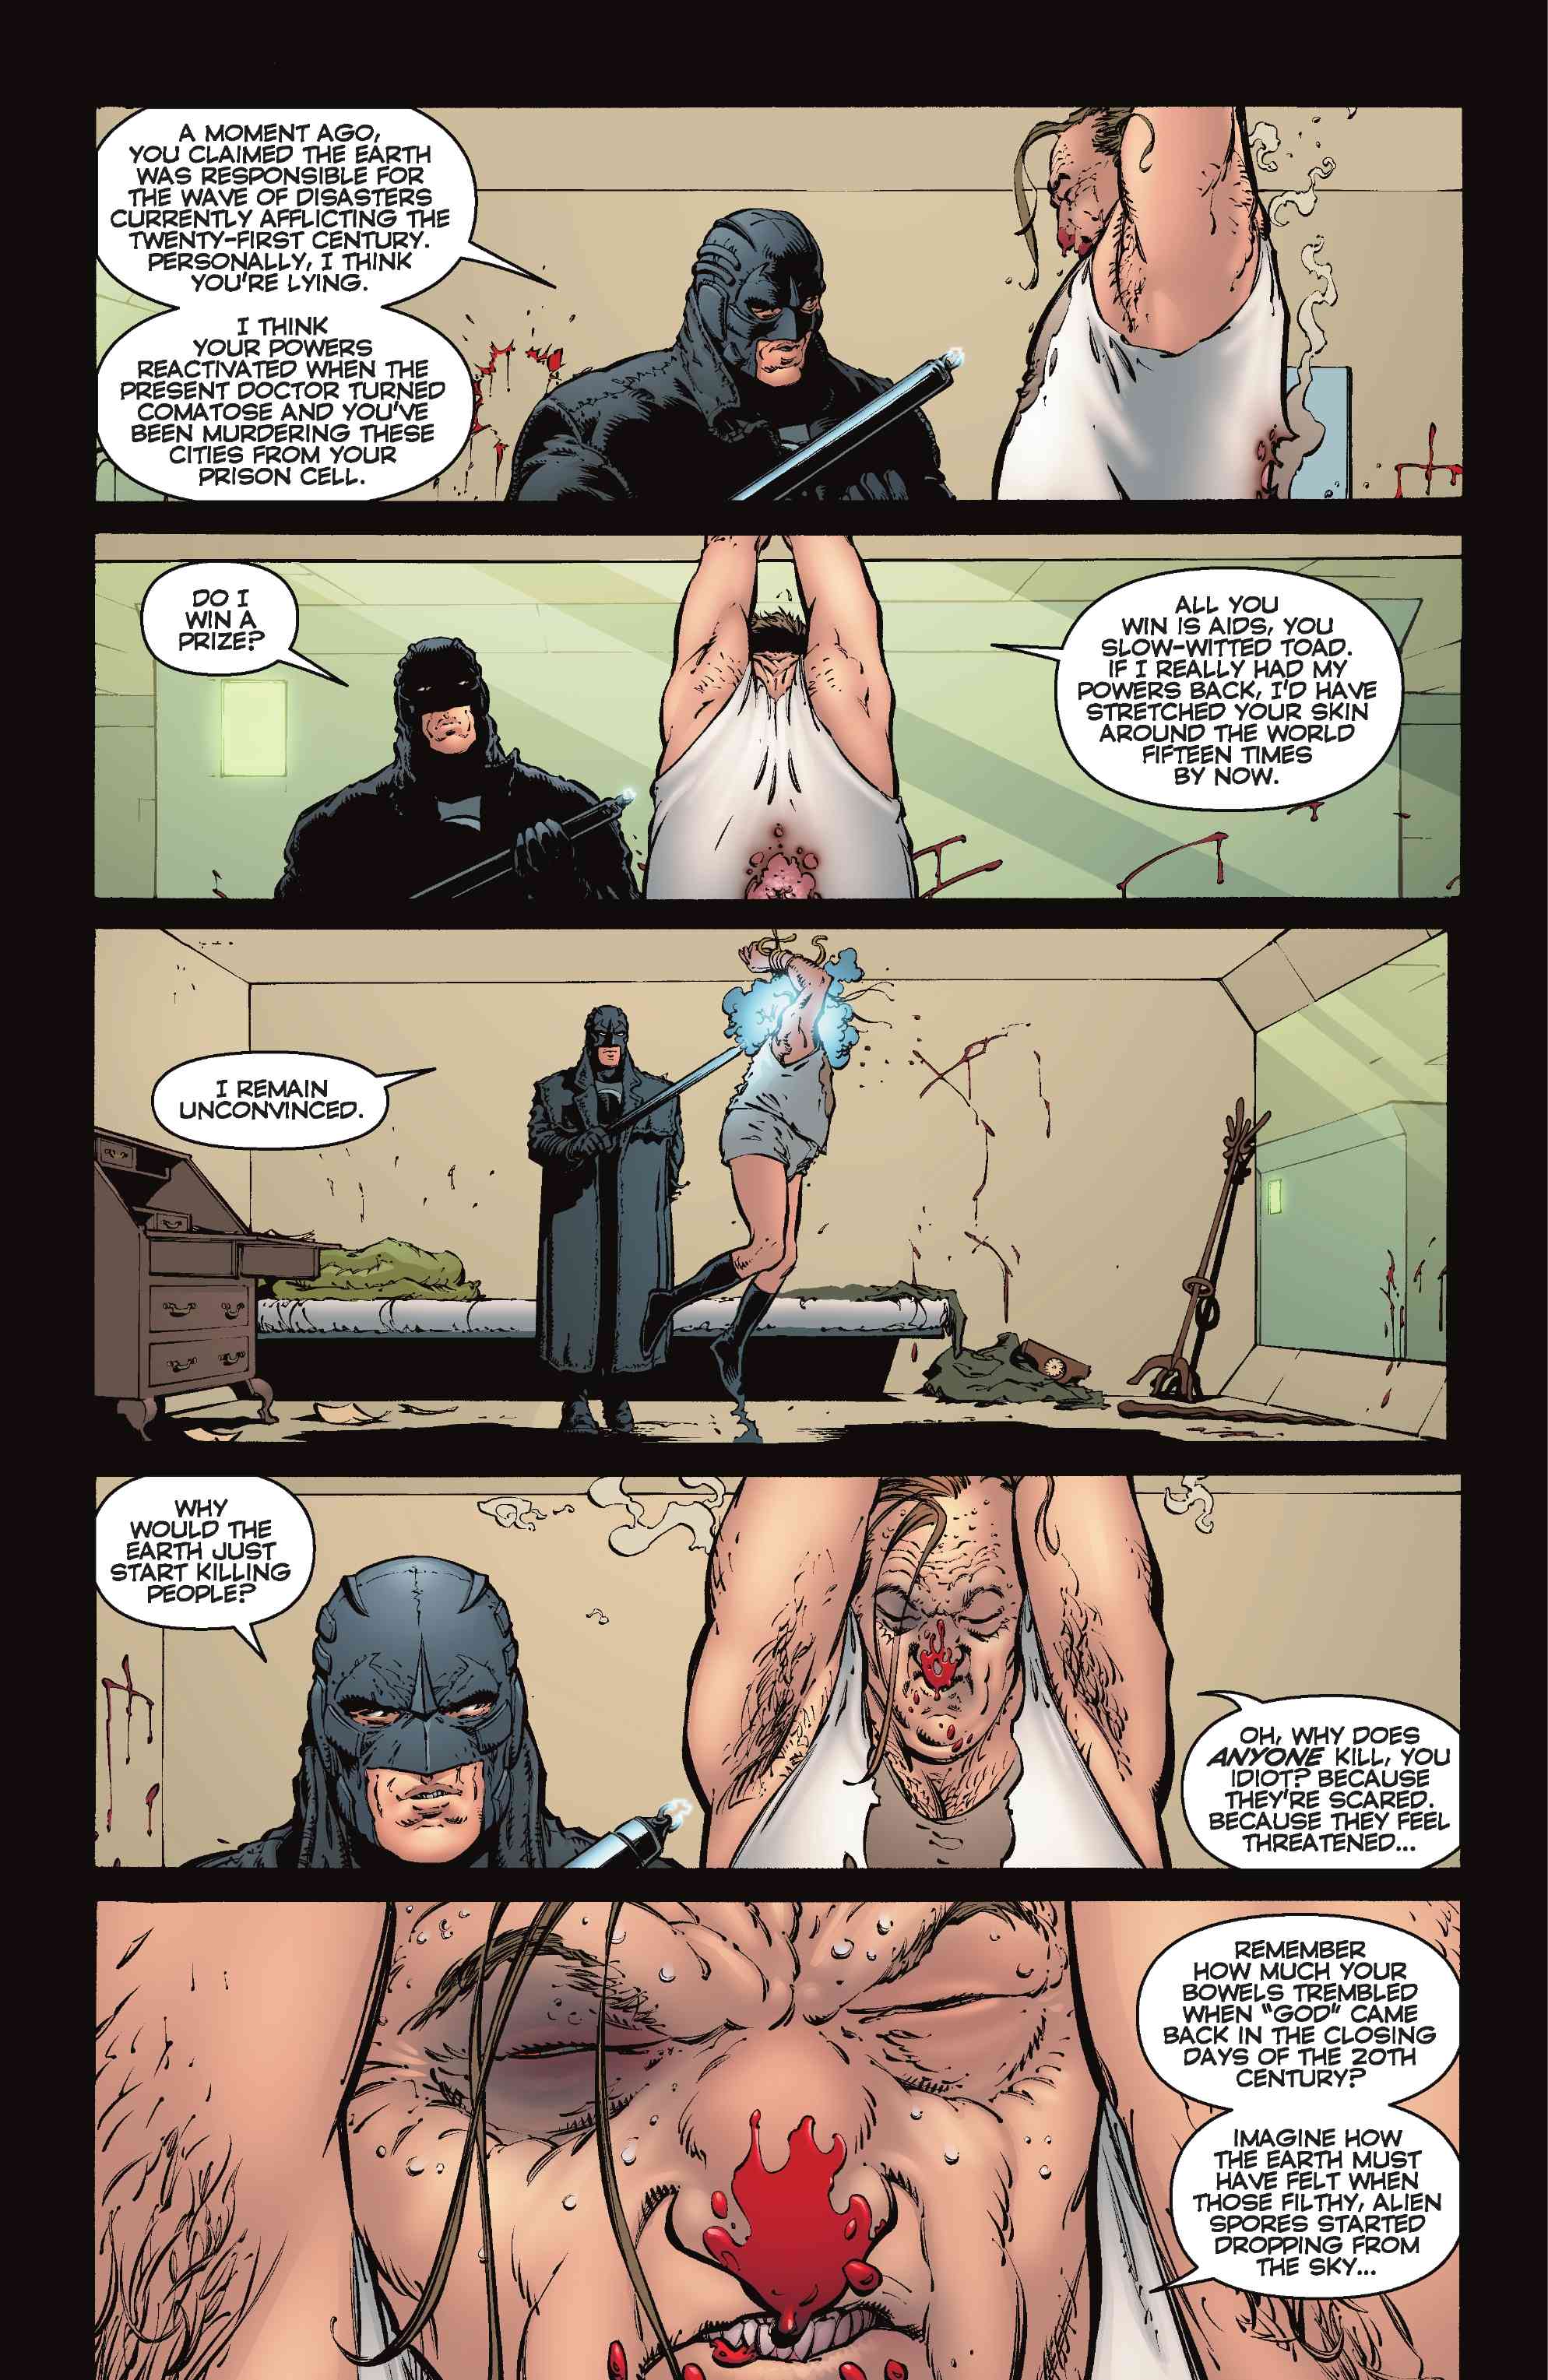 A MOMENT AGO,
YOU CLAIMED THE EARTH
WAS RESPONSIBLE FOR
THE WAVE OF DISASTERS
CURRENTLY AFFLICTING THE
TWENTY-FIRST CENTURY.
PERSONALLY, I THINK
YOU'RE LYING.
I THINK
YOUR POWERS
REACTIVATED WHEN THE
PRESENT DOCTOR TURNED
COMATOSE AND YOU'VE
BEEN MURDERING THESE
CITIES FROM YOUR
PRISON CELL.
DO I
WIN A
PRIZE?
ALL YOU
WIN IS AIDS, YOU
SLOW-WITTED TOAD.
IF I REALLY HAD MY
POWERS BACK, I'D HAVE
STRETCHED YOUR SKIN
AROUND THE WORLD
FIFTEEN TIMES
BY NOW.
I REMAIN
UNCONVINCED.
WHY
WOULD THE
EARTH JUST
START KILLING
PEOPLE?
OH, WHY DOES
ANYONE KILL, YOU
IDIOT? BECAUSE
THEY'RE SCARED.
BECAUSE THEY FEEL
THREATENED...
REMEMBER
HOW MUCH YOUR
BOWELS TREMBLED
WHEN "GOD" CAME
BACK IN THE CLOSING
DAYS OF THE 20TH
CENTURY?
IMAGINE HOW
THE EARTH MUST
HAVE FELT WHEN
THOSE FILTHY, ALIEN
SPORES STARTED
DROPPING FROM
THE SKY...